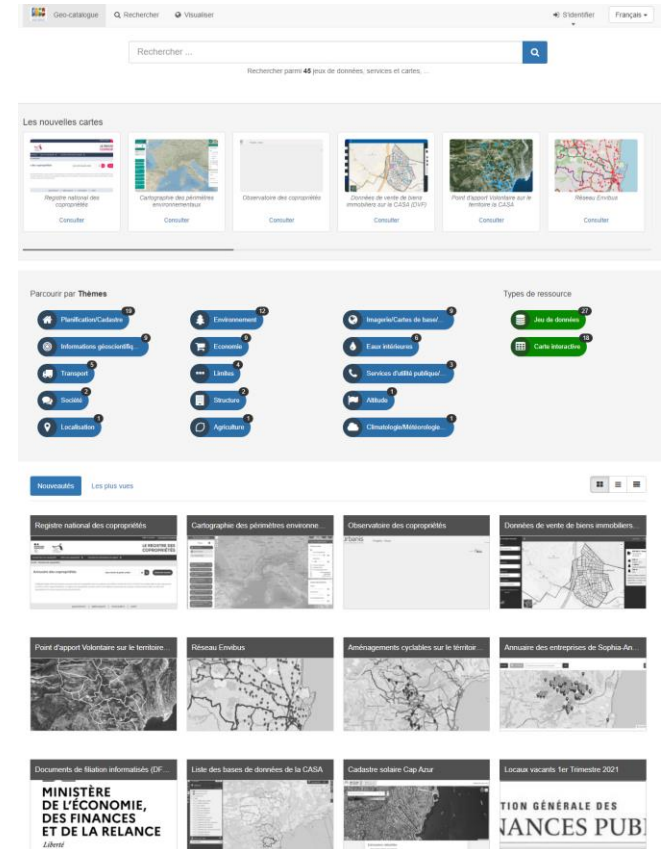 Geo-catalogue Rechercher Visualiser S'identifier Français
Rechercher ...
Rechercher parmi 45 jeux de données, services et cartes, ...
Les nouvelles cartes
Registre national des copropriétés
Consulter
Cartographie des périmètres environnementaux
Consulter
Observatoire des copropriétés
Consulter
Données de vente de biens immobiliers sur la CASA (DVF)
Consulter
Point d'apport Volontaire sur le territoire la CASA
Consulter
Réseau Envibus
Consulter
Parcourir par Thèmes
Types de ressource
Planification/Cadastre 19
Environnement 12
Imagerie/Cartes de base/...
Jeu de données 27
Informations géoscientifiq... 9
Economie 9
Eaux intérieures 6
Carte Interactive 18
Transport 5
Limites 4
Services d'utilité publique/... 3
Société 2
Structure 2
Altitude 1
Localisation 1
Agriculture 1
Climatologie/Météorologie... 1
Nouveautés Les plus vues
Registre national des copropriétés
Cartographie des périmètres environne...
Observatoire des copropriétés
Données de vente de biens immobiliers...
Point d'apport Volontaire sur le territoire...
Réseau Envibus
Aménagements cyclables sur le térritoir...
Annuaire des entreprises de Sophia-An...
Documents de filiation informatisés (DF...
Liste des bases de données de la CASA
Cadastre solaire Cap Azur
Locaux vacants 1er Trimestre 2021
MINISTÈRE
DE L'ÉCONOMIE,
DES FINANCES
ET DE LA RELANCE
Liberté
TION GÉNÉRALE DES
NANCES PUBI